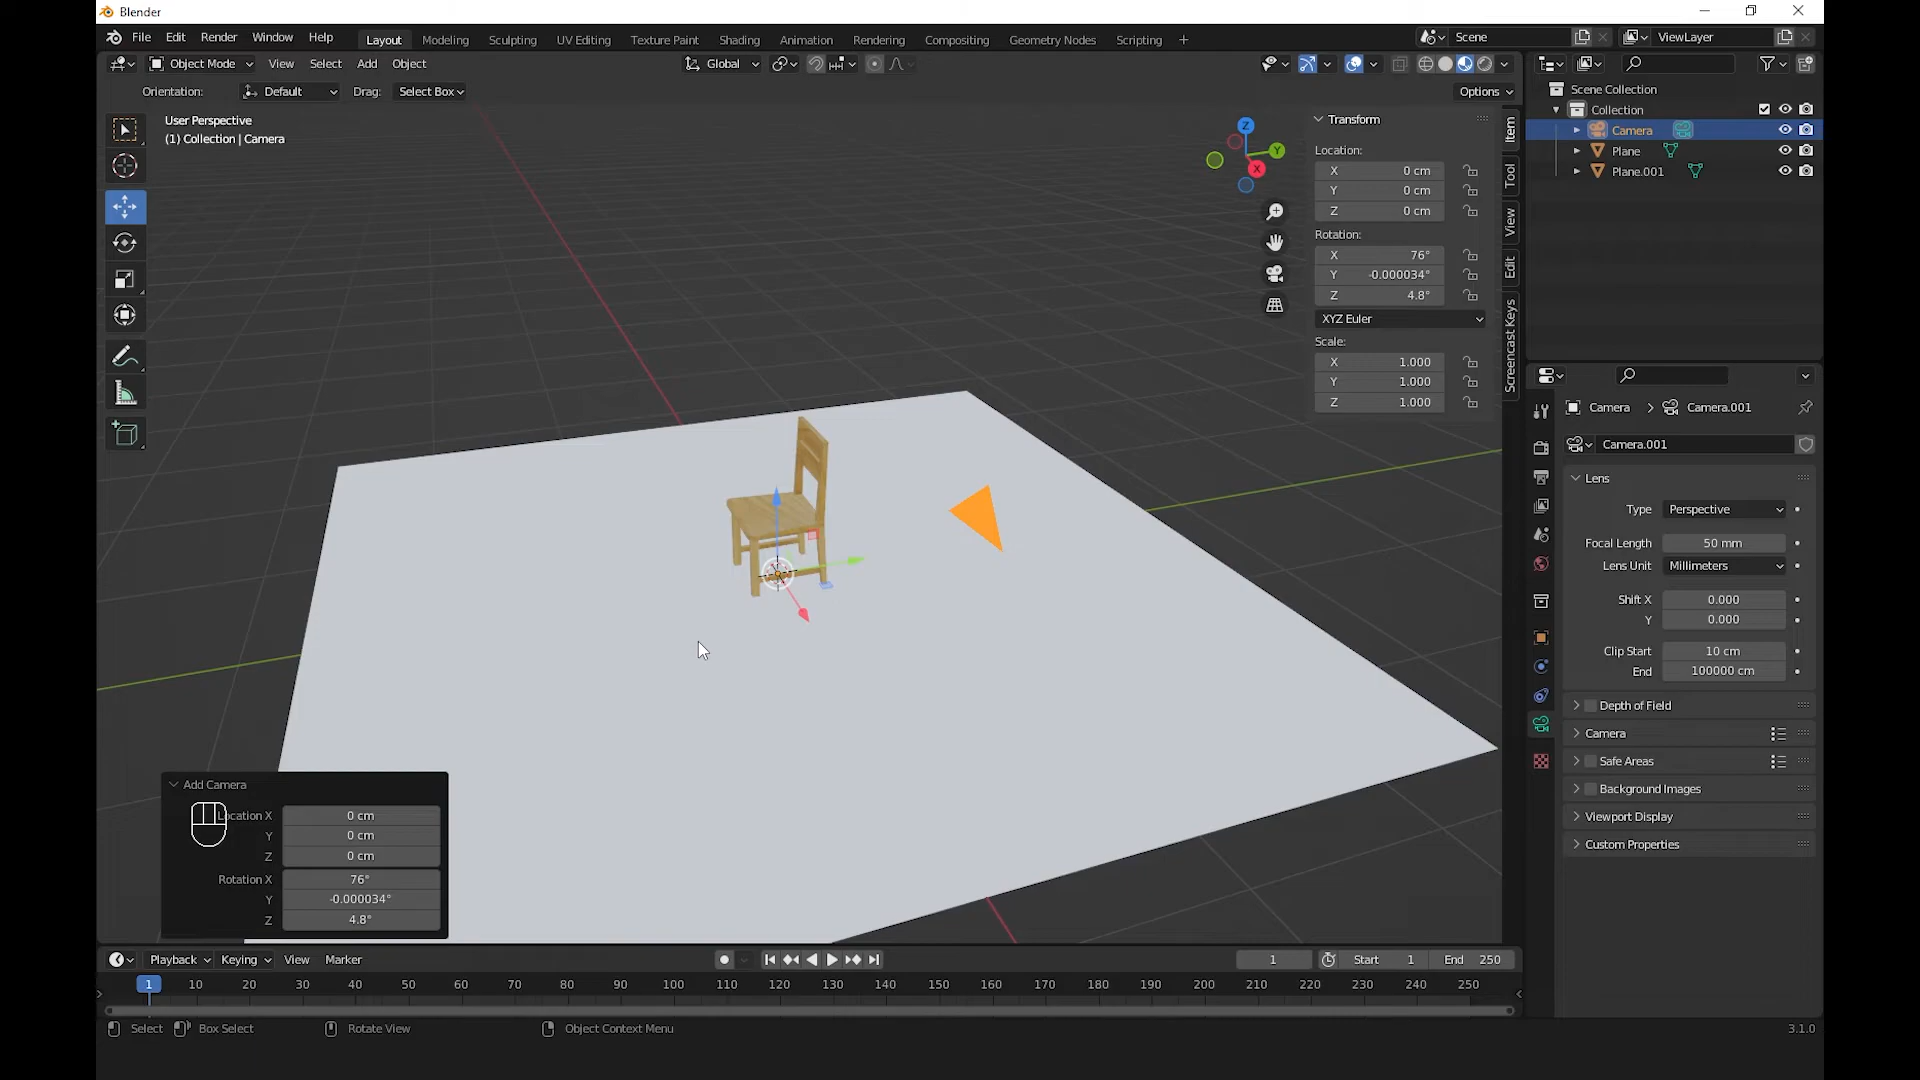 Blender
File Edit Render Window Help Layout Modeling Sculpting UV Editing Texture Paint Shading Animation Rendering Compositing Geometry Nodes Scripting + Scene ViewLayer
Object Mode View Select Add Object Global
Orientation: Default Drag: Select Box Options
User Perspective
(1) Collection | Camera
Z
Y
X
Transform
Location:
X 0 cm
Y 0 cm
Z 0 cm
Rotation:
X 76°
Y -0.000034°
Z 4.8°
XYZ Euler
Scale:
X 1.000
Y 1.000
Z 1.000
Item
Tool
View
Edit
Screencast Keys
Scene Collection
Collection
Camera
Plane
Plane.001
Camera > Camera.001
Camera.001
Lens
Type Perspective
Focal Length 50 mm
Lens Unit Millimeters
Shift X 0.000
Y 0.000
Clip Start 10 cm
End 100000 cm
Depth of Field
Camera
Safe Areas
Background Images
Viewport Display
Custom Properties
Add Camera
ocation X 0 cm
Y 0 cm
Z 0 cm
Rotation X 76°
Y -0.000034°
Z 4.8°
Playback Keying View Marker 1 Start 1 End 250
1 10 20 30 40 50 60 70 80 90 100 110 120 130 140 150 160 170 180 190 200 210 220 230 240 250
Select Box Select Rotate View Object Context Menu 3.1.0